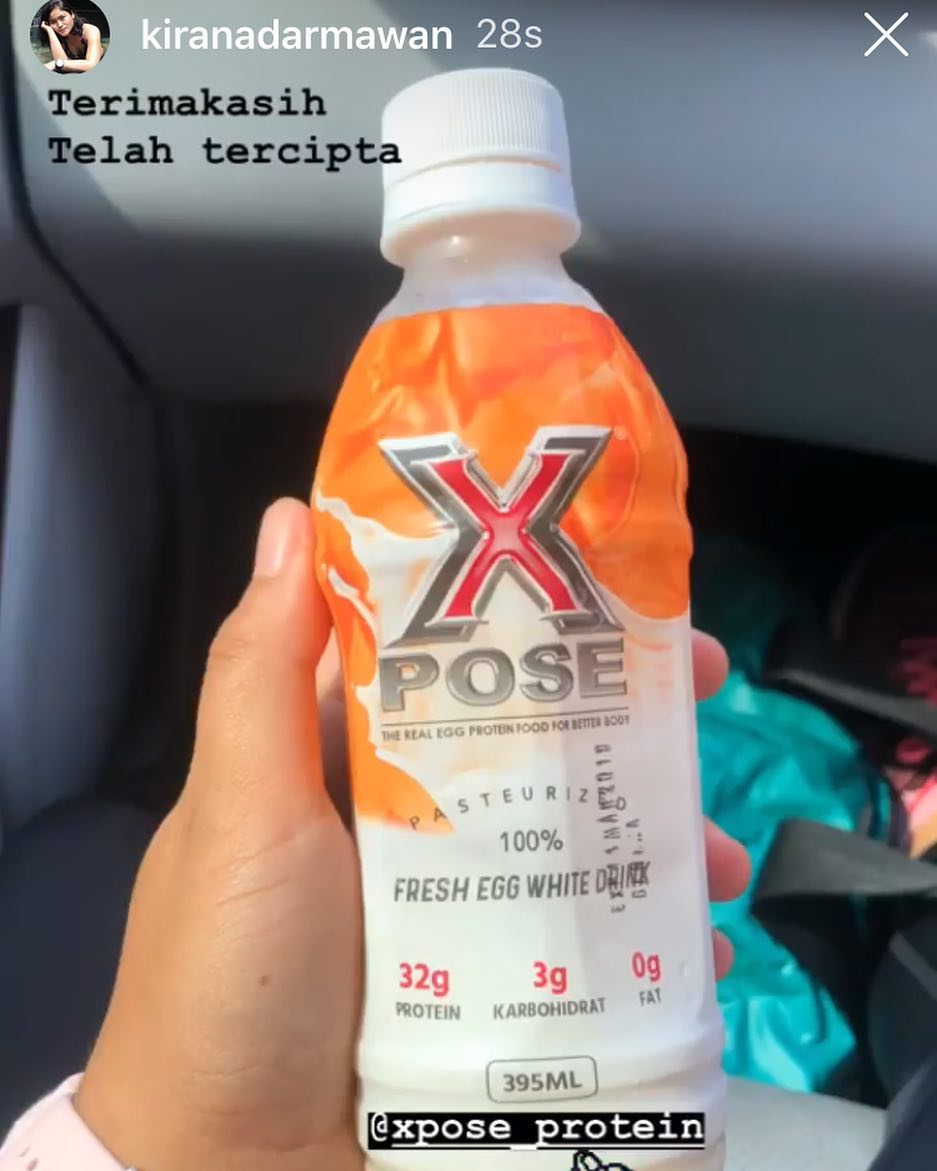 kiranadarmawan 28s
Terimakasih
Telah tercipta
X
POSE
THE REAL EGG PROTEIN FOOD FOR BETTER BODY
PASTEURIZED
100%
FRESH EGG WHITE DRINK
32g 3g 0g
PROTEIN KARBOHIDRAT FAT
395ML
@xpose_protein